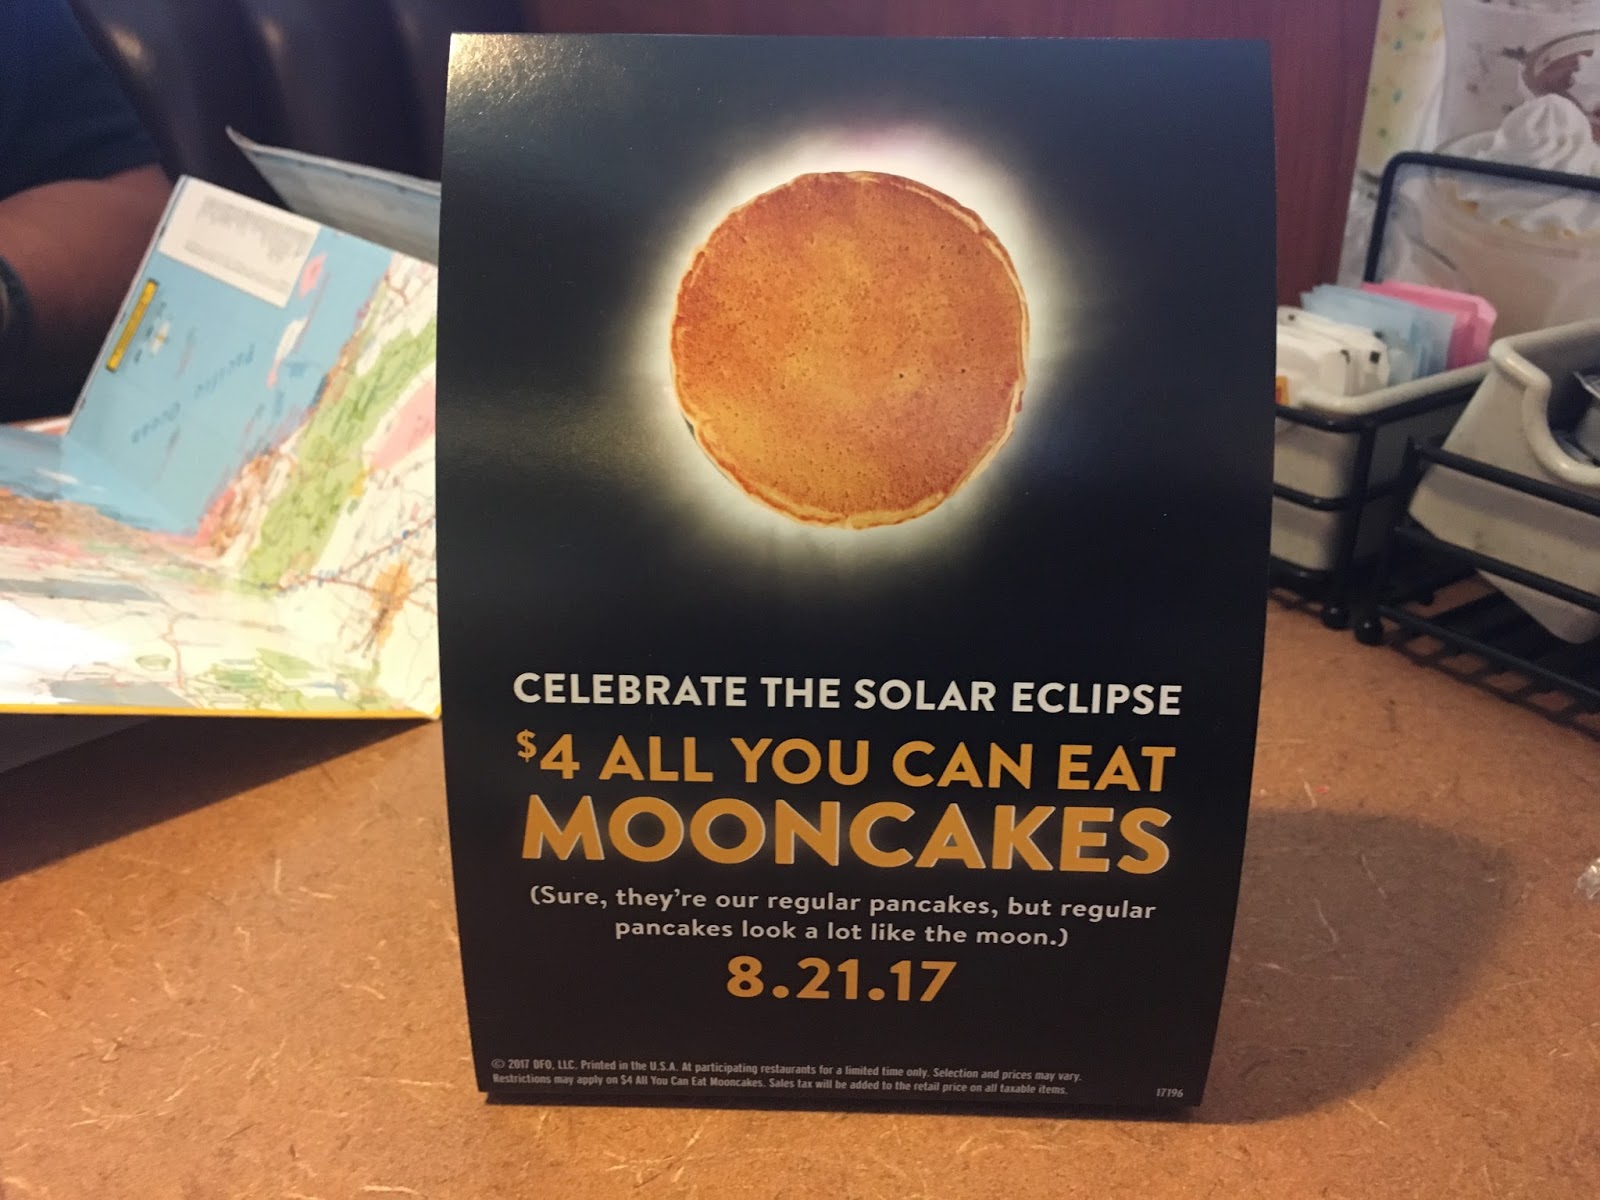 CELEBRATE THE SOLAR ECLIPSE
$4 ALL YOU CAN EAT
MOONCAKES
(Sure, they're our regular pancakes, but regular
pancakes look a lot like the moon.)
8.21.17
© 2017 DFO, LLC. Printed in the U.S.A. At participating restaurants for a limited time only. Selection and prices may vary.
Restrictions may apply on $4 All You Can Eat Mooncakes. Sales tax will be added to the retail price on all taxable items.
17196